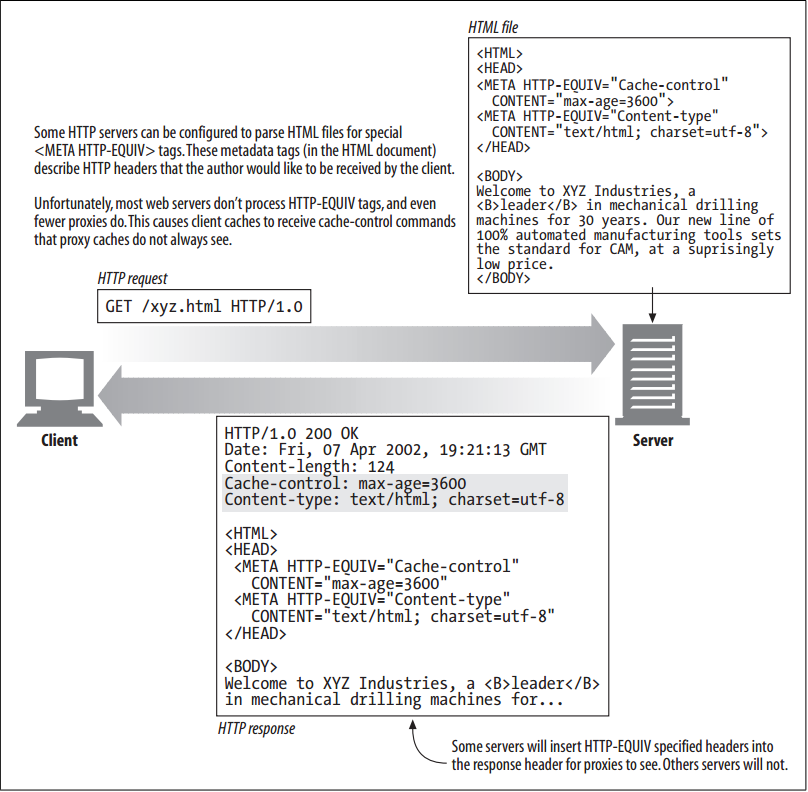 HTML file
<HTML>
<HEAD>
<META HTTP-EQUIV="Cache-control"
CONTENT="max-age=3600">
<META HTTP-EQUIV="Content-type"
CONTENT="text/html; charset=utf-8">
</HEAD>
<BODY>
Welcome to XYZ Industries, a
<B>leader</B> in mechanical drilling
machines for 30 years. Our new line of
100% automated manufacturing tools sets
the standard for CAM, at a suprisingly
low price.
</BODY>
Some HTTP servers can be configured to parse HTML files for special
<META HTTP-EQUIV> tags. These metadata tags (in the HTML document)
describe HTTP headers that the author would like to be received by the client.
Unfortunately, most web servers don't process HTTP-EQUIV tags, and even
fewer proxies do. This causes client caches to receive cache-control commands
that proxy caches do not always see.
HTTP request
GET /xyz.html HTTP/1.0
Client
Server
HTTP/1.0 200 OK
Date: Fri, 07 Apr 2002, 19:21:13 GMT
Content-length: 124
Cache-control: max-age=3600
Content-type: text/html; charset=utf-8
<HTML>
<HEAD>
<META HTTP-EQUIV="Cache-control"
CONTENT="max-age=3600"
<META HTTP-EQUIV="Content-type"
CONTENT="text/html; charset=utf-8"
</HEAD>
<BODY>
Welcome to XYZ Industries, a <B>leader</B>
in mechanical drilling machines for...
HTTP response
Some servers will insert HTTP-EQUIV specified headers into
the response header for proxies to see. Others servers will not.